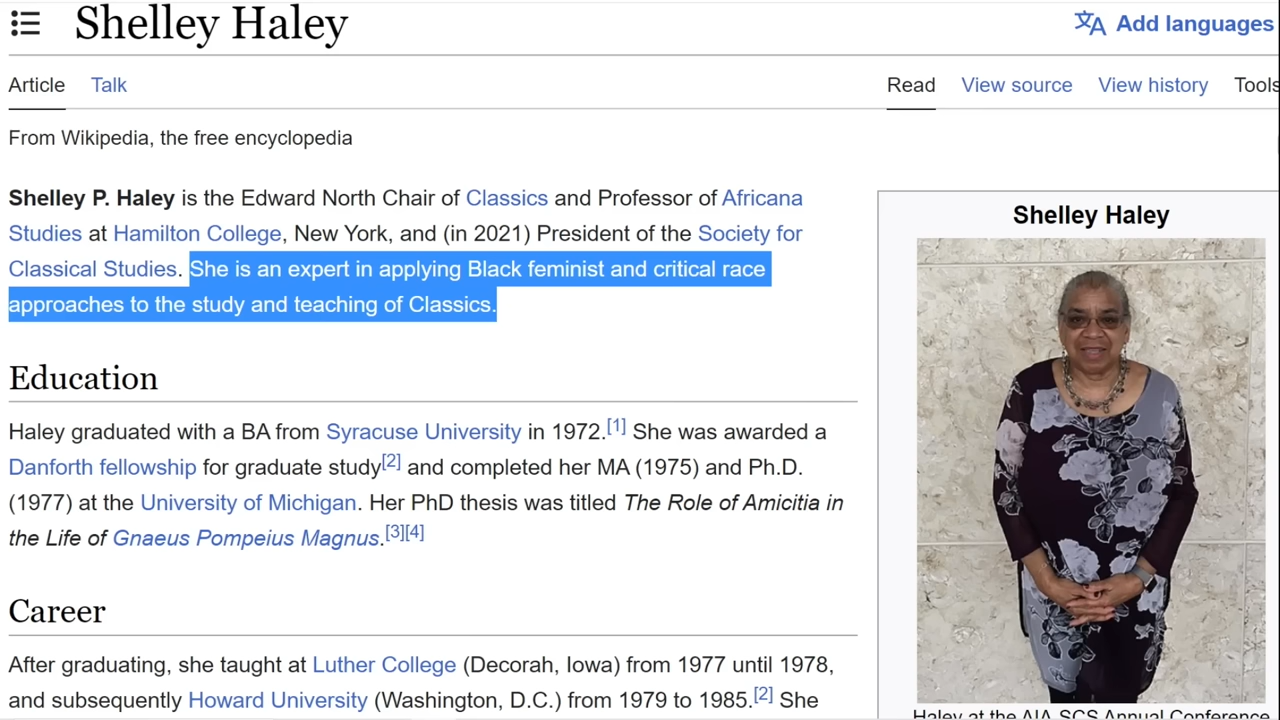 Shelley Haley
Add languages
Article Talk
Read View source View history Tools
From Wikipedia, the free encyclopedia
Shelley P. Haley is the Edward North Chair of Classics and Professor of Africana
Studies at Hamilton College, New York, and (in 2021) President of the Society for
Classical Studies. She is an expert in applying Black feminist and critical race
approaches to the study and teaching of Classics.
Education
Haley graduated with a BA from Syracuse University in 1972.[1] She was awarded a
Danforth fellowship for graduate study[2] and completed her MA (1975) and Ph.D.
(1977) at the University of Michigan. Her PhD thesis was titled The Role of Amicitia in
the Life of Gnaeus Pompeius Magnus.[3][4]
Career
After graduating, she taught at Luther College (Decorah, Iowa) from 1977 until 1978,
and subsequently Howard University (Washington, D.C.) from 1979 to 1985.[2] She
Shelley Haley
Haley at the AIA-SCS Annual Conference